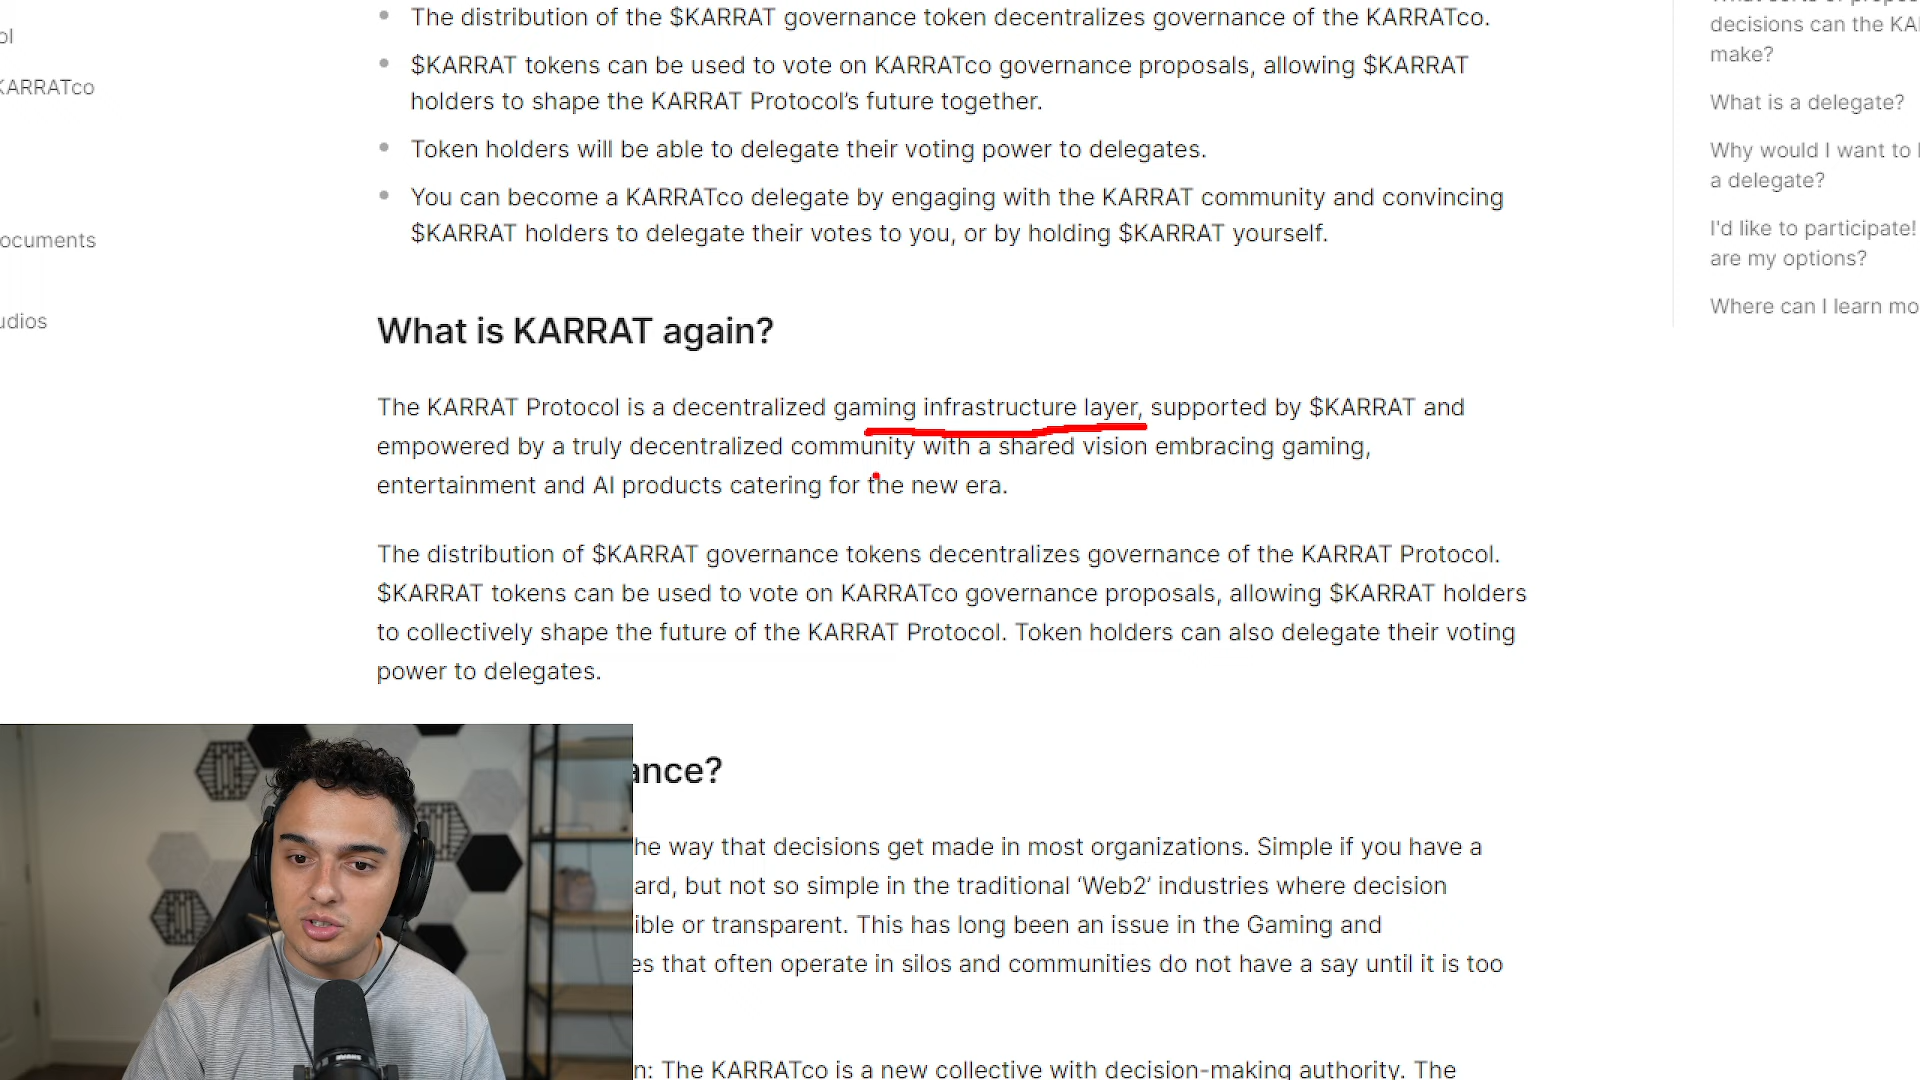 The distribution of the $KARRAT governance token decentralizes governance of the KARRATco.
$KARRAT tokens can be used to vote on KARRATco governance proposals, allowing $KARRAT
holders to shape the KARRAT Protocol's future together.
Token holders will be able to delegate their voting power to delegates.
You can become a KARRATco delegate by engaging with the KARRAT community and convincing
$KARRAT holders to delegate their votes to you, or by holding $KARRAT yourself.
What is KARRAT again?
The KARRAT Protocol is a decentralized gaming infrastructure layer, supported by $KARRAT and
empowered by a truly decentralized community with a shared vision embracing gaming,
entertainment and AI products catering for the new era.
The distribution of $KARRAT governance tokens decentralizes governance of the KARRAT Protocol.
$KARRAT tokens can be used to vote on KARRATco governance proposals, allowing $KARRAT holders
to collectively shape the future of the KARRAT Protocol. Token holders can also delegate their voting
power to delegates.
ance?
he way that decisions get made in most organizations. Simple if you have a
ard, but not so simple in the traditional ‘Web2’ industries where decision
ible or transparent. This has long been an issue in the Gaming and
es that often operate in silos and communities do not have a say until it is too
n: The KARRATco is a new collective with decision-making authority. The
ol
KARRATco
ocuments
udios
decisions can the KA
make?
What is a delegate?
Why would I want to
a delegate?
I'd like to participate!
are my options?
Where can I learn mo